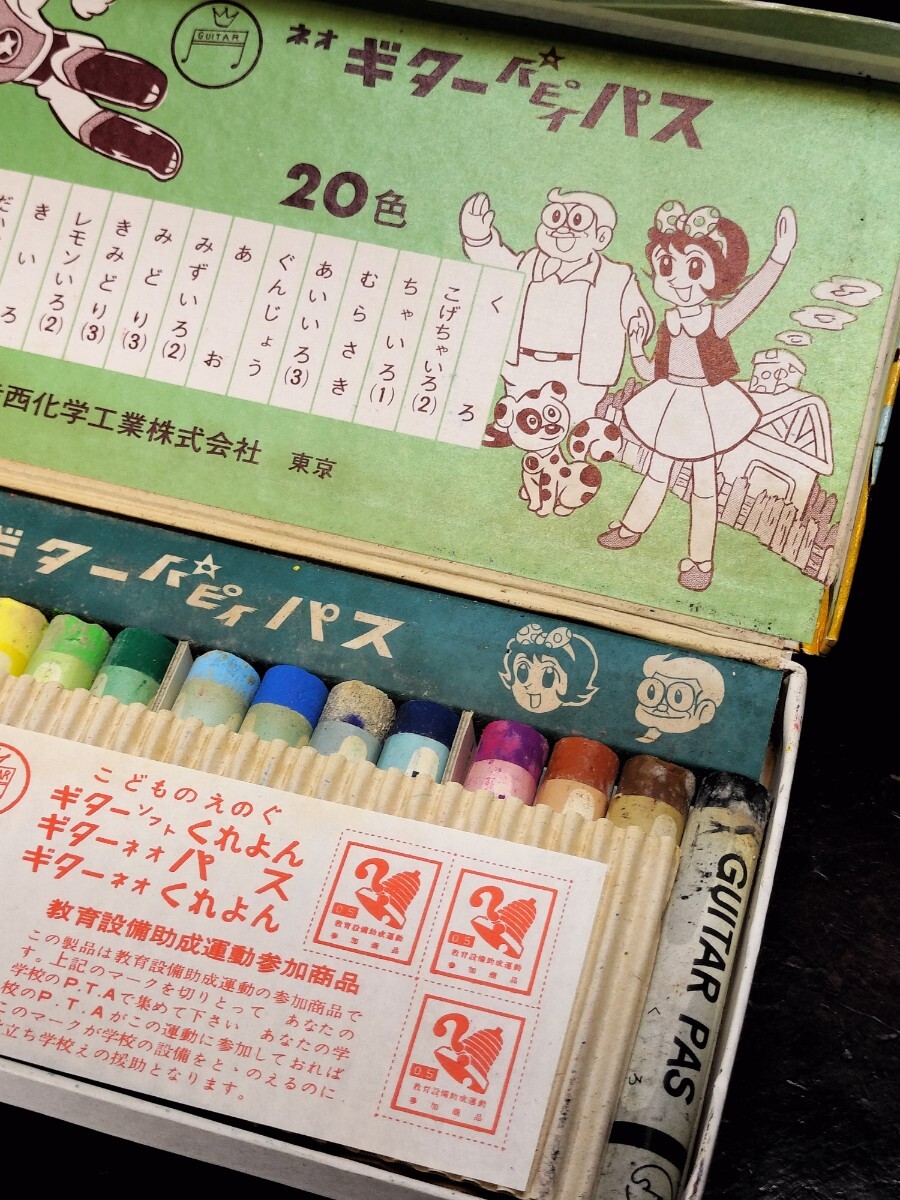 GUITAR
ネオ ギターハピィパス
20色
きいろ
レモンいろ(2)
きみどり(3)
みどり(3)
みずいろ(2)
あお
ぐんじょう
あいいろ(3)
むらさき
ちゃいろ(1)
こげちゃいろ(2)
くろ
西化学工業株式会社 東京
ギターハピィパス
こどものえのぐ
ギターソフトくれよん
ギターネオパス
ギターネオくれよん
教育設備助成運動参加商品
この製品は教育設備助成運動の参加商品で
す。上記のマークを切りとって あなたの
学校のP.T.Aで集めて下さい あなたの学
校のP.T.Aがこの運動に参加しておれば
このマークが学校の設備をとゝのえるのに
立ち学校えの援助となります。
05
教育設備助成運動
参加商品
05
教育設備助成運動
参加商品
05
教育設備助成運動
参加商品
GUITAR PAS
くろ